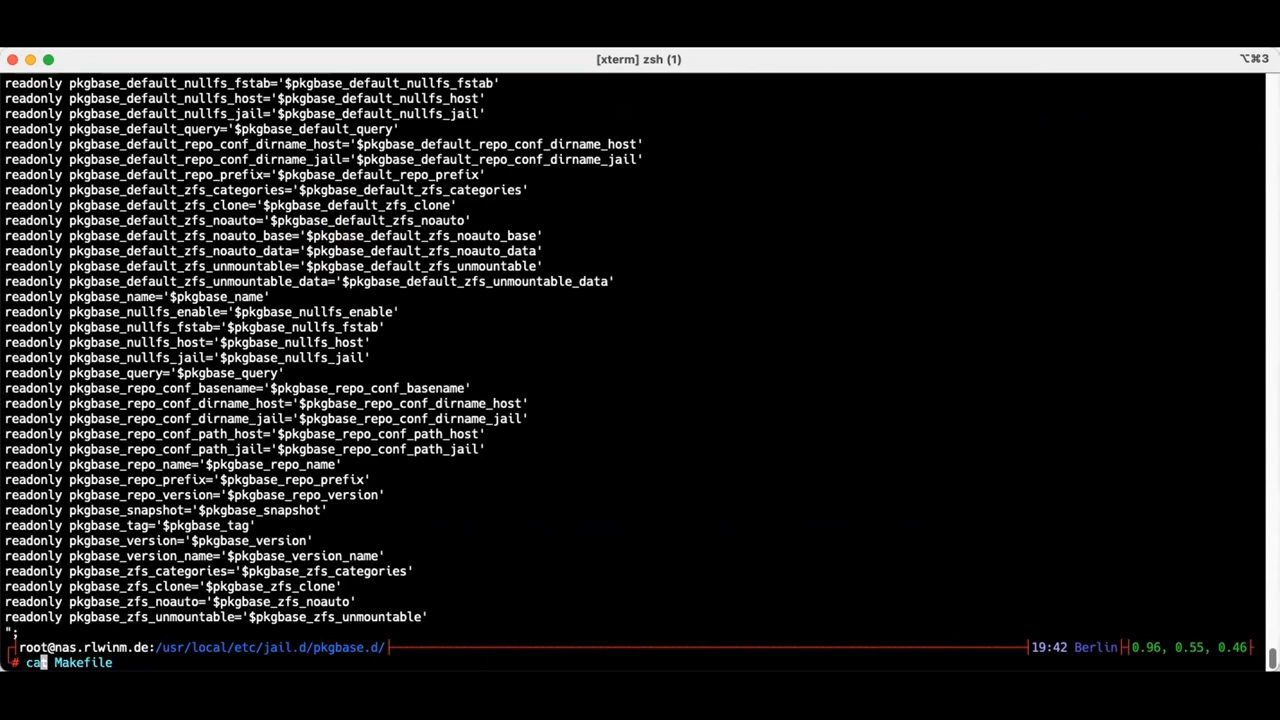 [xterm] zsh (1)
⌥⌘3
readonly pkgbase_default_nullfs_fstab='$pkgbase_default_nullfs_fstab'
readonly pkgbase_default_nullfs_host='$pkgbase_default_nullfs_host'
readonly pkgbase_default_nullfs_jail='$pkgbase_default_nullfs_jail'
readonly pkgbase_default_query='$pkgbase_default_query'
readonly pkgbase_default_repo_conf_dirname_host='$pkgbase_default_repo_conf_dirname_host'
readonly pkgbase_default_repo_conf_dirname_jail='$pkgbase_default_repo_conf_dirname_jail'
readonly pkgbase_default_repo_prefix='$pkgbase_default_repo_prefix'
readonly pkgbase_default_zfs_categories='$pkgbase_default_zfs_categories'
readonly pkgbase_default_zfs_clone='$pkgbase_default_zfs_clone'
readonly pkgbase_default_zfs_noauto='$pkgbase_default_zfs_noauto'
readonly pkgbase_default_zfs_noauto_base='$pkgbase_default_zfs_noauto_base'
readonly pkgbase_default_zfs_noauto_data='$pkgbase_default_zfs_noauto_data'
readonly pkgbase_default_zfs_unmountable='$pkgbase_default_zfs_unmountable'
readonly pkgbase_default_zfs_unmountable_data='$pkgbase_default_zfs_unmountable_data'
readonly pkgbase_name='$pkgbase_name'
readonly pkgbase_nullfs_enable='$pkgbase_nullfs_enable'
readonly pkgbase_nullfs_fstab='$pkgbase_nullfs_fstab'
readonly pkgbase_nullfs_host='$pkgbase_nullfs_host'
readonly pkgbase_nullfs_jail='$pkgbase_nullfs_jail'
readonly pkgbase_query='$pkgbase_query'
readonly pkgbase_repo_conf_basename='$pkgbase_repo_conf_basename'
readonly pkgbase_repo_conf_dirname_host='$pkgbase_repo_conf_dirname_host'
readonly pkgbase_repo_conf_dirname_jail='$pkgbase_repo_conf_dirname_jail'
readonly pkgbase_repo_conf_path_host='$pkgbase_repo_conf_path_host'
readonly pkgbase_repo_conf_path_jail='$pkgbase_repo_conf_path_jail'
readonly pkgbase_repo_name='$pkgbase_repo_name'
readonly pkgbase_repo_prefix='$pkgbase_repo_prefix'
readonly pkgbase_repo_version='$pkgbase_repo_version'
readonly pkgbase_snapshot='$pkgbase_snapshot'
readonly pkgbase_tag='$pkgbase_tag'
readonly pkgbase_version='$pkgbase_version'
readonly pkgbase_version_name='$pkgbase_version_name'
readonly pkgbase_zfs_categories='$pkgbase_zfs_categories'
readonly pkgbase_zfs_clone='$pkgbase_zfs_clone'
readonly pkgbase_zfs_noauto='$pkgbase_zfs_noauto'
readonly pkgbase_zfs_unmountable='$pkgbase_zfs_unmountable'
";
root@nas.rlwinm.de:/usr/local/etc/jail.d/pkgbase.d/ 19:42 Berlin 0.96, 0.55, 0.46
# cat Makefile